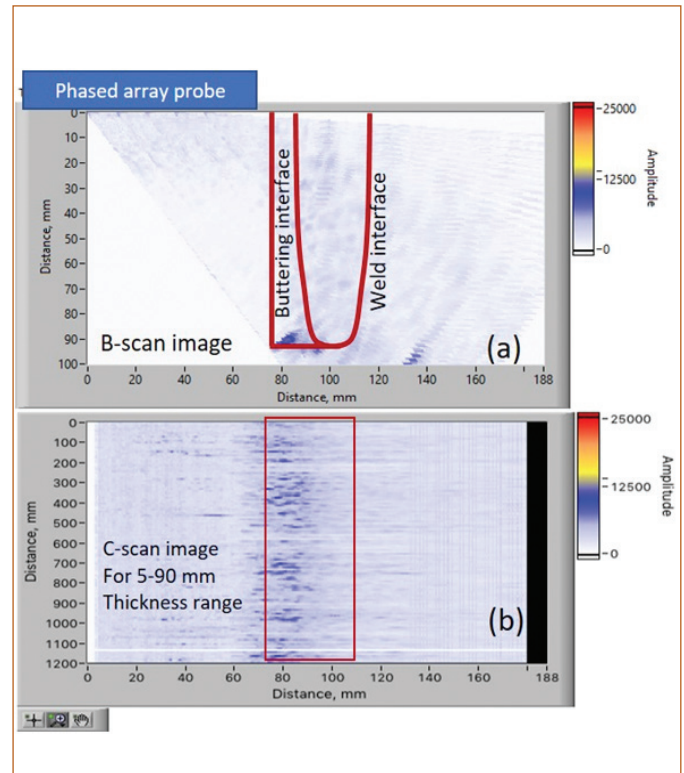 Phased array probe
0
10
20
30
40
50
60
70
80
90
100
Distance, mm
Buttering interface
Weld interface
B-scan image
(a)
0 20 40 60 80 100 120 140 160 188
Distance, mm
25000
12500
0
Amplitude
0
100
200
300
400
500
600
700
800
900
1000
1100
1200
Distance, mm
C-scan image
For 5-90 mm
Thickness range
(b)
0 20 40 60 80 100 120 140 160 188
Distance, mm
25000
12500
0
Amplitude